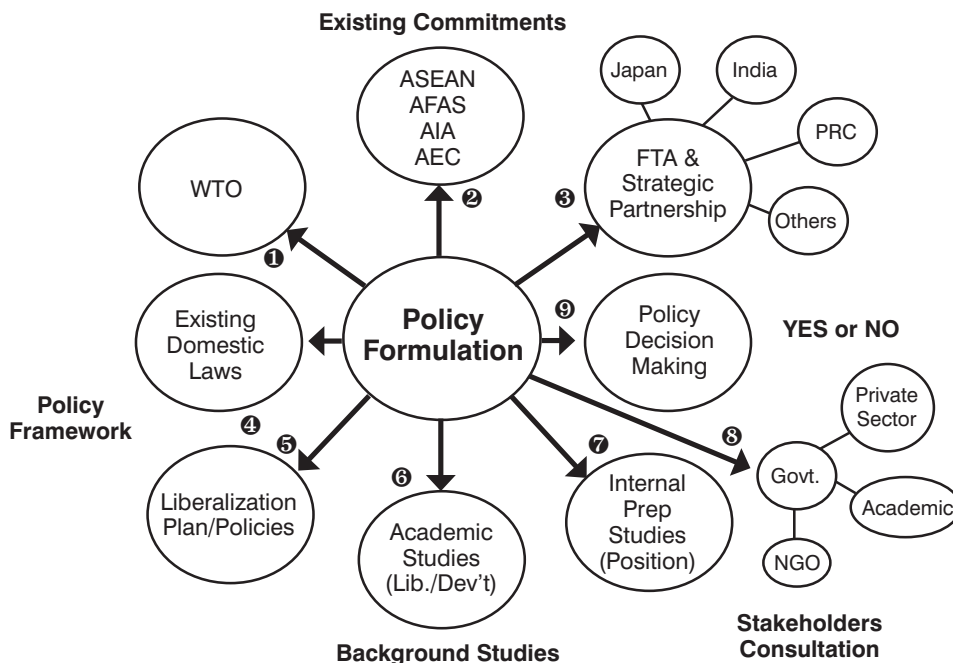 Existing Commitments
ASEAN
AFAS
AIA
AEC
❷
WTO
❶
Japan
India
PRC
Others
FTA &
Strategic
Partnership
❸
Existing
Domestic
Laws
Policy
Formulation
❾
Policy
Decision
Making
YES or NO
Policy
Framework
❹
❺
Liberalization
Plan/Policies
❻
Academic
Studies
(Lib./Dev't)
Background Studies
❼
Internal
Prep
Studies
(Position)
❽
Private
Sector
Govt.
Academic
NGO
Stakeholders
Consultation